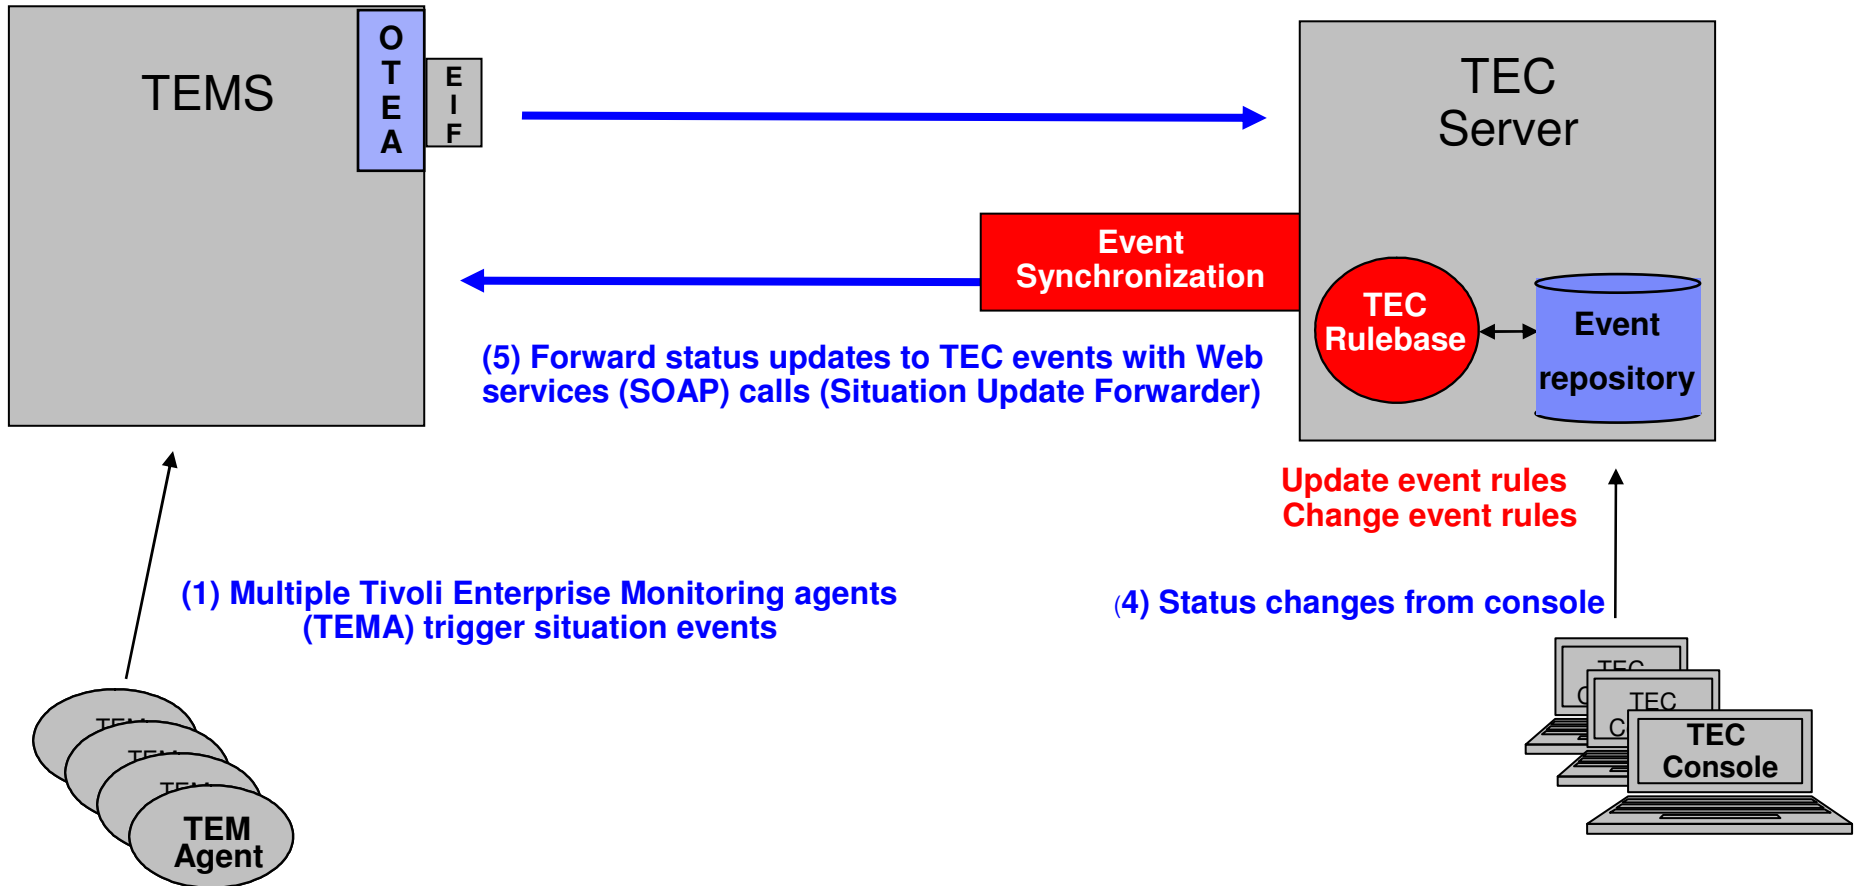 TEMS
O
T
E
A
E
I
F
TEC
Server
Event
Synchronization
TEC
Rulebase
Event
repository
(5) Forward status updates to TEC events with Web
services (SOAP) calls (Situation Update Forwarder)
Update event rules
Change event rules
(1) Multiple Tivoli Enterprise Monitoring agents
(TEMA) trigger situation events
(4) Status changes from console
TEM
Agent
TEC
TEC
C
TEC
Console